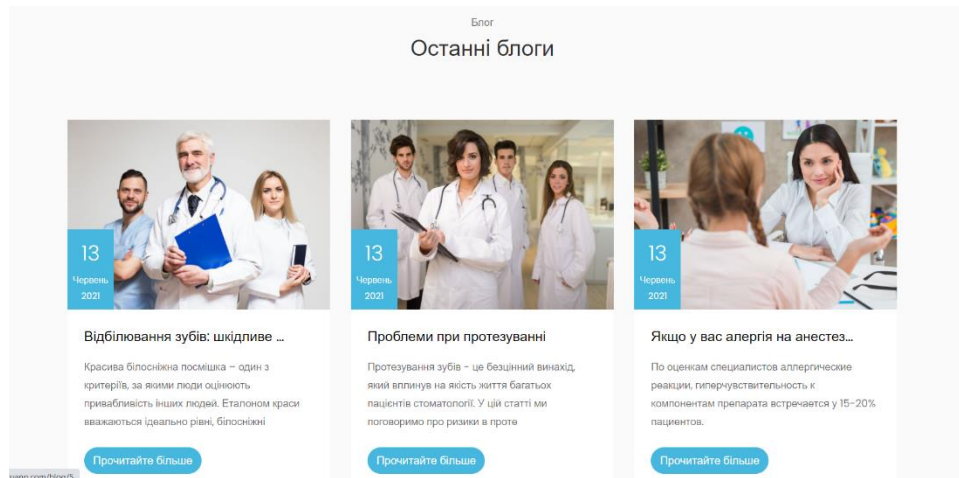 Блог
Останні блоги
13
Червень
2021
13
Червень
2021
13
Червень
2021
Відбілювання зубів: шкідливе ...
Красива білосніжна посмішка – один з
критеріїв, за якими люди оцінюють
привабливість інших людей. Еталоном краси
вважаються ідеально рівні, білосніжні
Прочитайте більше
Проблеми при протезуванні
Протезування зубів - це безцінний винахід,
який вплинув на якість життя багатьох
пацієнтів стоматології. У цій статті ми
поговоримо про ризики в проте
Прочитайте більше
Якщо у вас алергія на анестез...
По оценкам специалистов аллергические
реакции, гиперчувствительность к
компонентам препарата встречается у 15-20%
пациентов.
Прочитайте більше